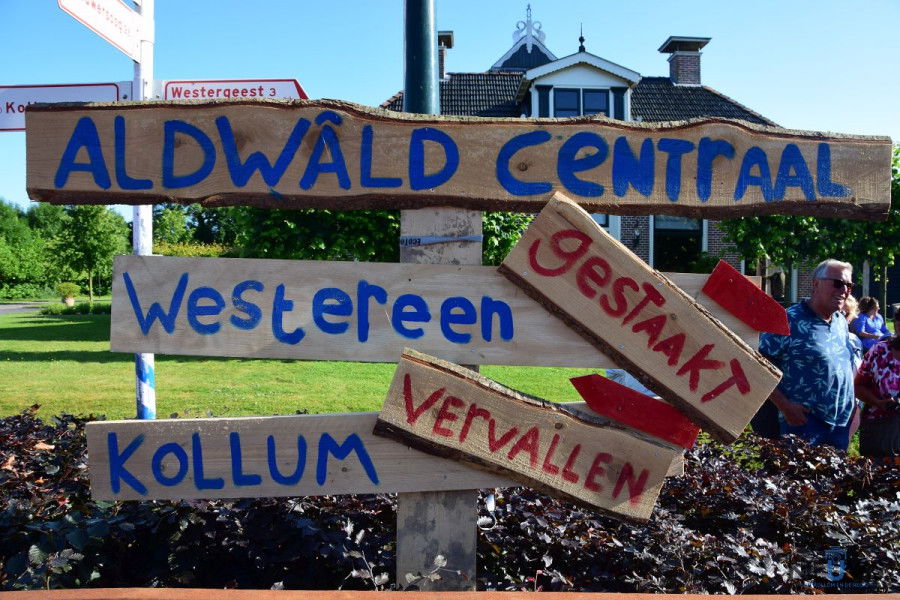 Westergeest 3
ALDWÂLD CENTRAAL
WESTEREEN
GESTAAKT
KOLLUM
VERVALLEN